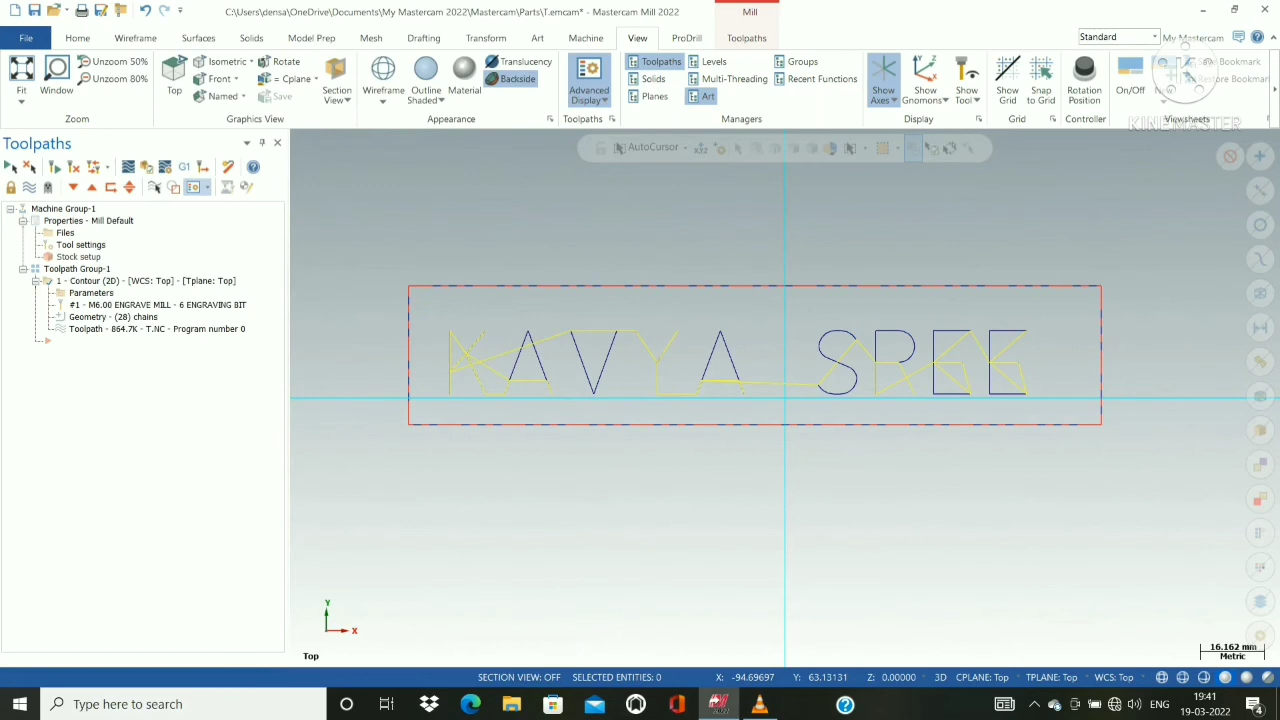 C:\Users\densa\OneDrive\Documents\My Mastercam 2022\Mastercam\Parts\T.emcam* - Mastercam Mill 2022
Mill
File Home Wireframe Surfaces Solids Model Prep Mesh Drafting Transform Art Machine View ProDrill Toolpaths
Standard My Mastercam
Fit
Window
Unzoom 50%
Unzoom 80%
Zoom
Top
Isometric
Front
Named
Rotate
= Cplane
Save
Graphics View
Section View
Wireframe
Outline Shaded
Material
Translucency
Backside
Appearance
Advanced Display
Toolpaths
Toolpaths
Solids
Planes
Levels
Multi-Threading
Art
Groups
Recent Functions
Managers
Show Axes
Show Gnomons
Show Tool
Display
Show Grid
Snap to Grid
Grid
Rotation Position
Controller
On/Off
New
Save Bookmark
Restore Bookmark
Viewsheets
KINEMASTER
Toolpaths
AutoCursor
G1
Machine Group-1
Properties - Mill Default
Files
Tool settings
Stock setup
Toolpath Group-1
1 - Contour (2D) - [WCS: Top] - [Tplane: Top]
Parameters
#1 - M6.00 ENGRAVE MILL - 6 ENGRAVING BIT
Geometry - (28) chains
Toolpath - 864.7K - T.NC - Program number 0
KAVYA SREE
Y
X
Top
16.162 mm
Metric
SECTION VIEW: OFF SELECTED ENTITIES: 0 X: -94.69697 Y: 63.13131 Z: 0.00000 3D CPLANE: Top TPLANE: Top WCS: Top
Type here to search
ENG
19:41
19-03-2022
4